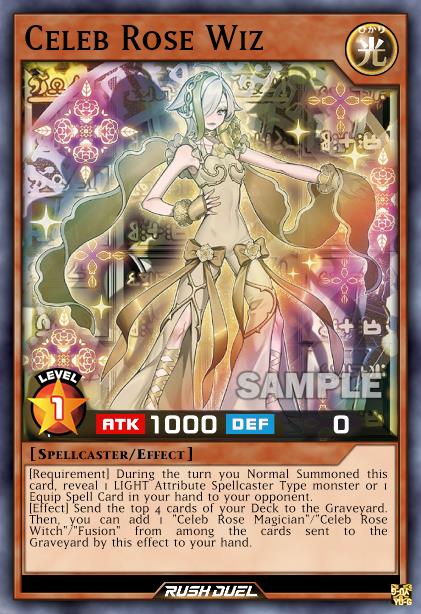 CELEB ROSE WIZ
ひかり
光
SAMPLE
LEVEL
1
ATK 1000 DEF 0
[SPELLCASTER/EFFECT]
[Requirement] During the turn you Normal Summoned this
card, reveal 1 LIGHT Attribute Spellcaster Type monster or 1
Equip Spell Card in your hand to your opponent.
[Effect] Send the top 4 cards of your Deck to the Graveyard.
Then, you can add 1 "Celeb Rose Magician"/"Celeb Rose
Witch"/"Fusion" from among the cards sent to the
Graveyard by this effect to your hand.
RUSH DUEL